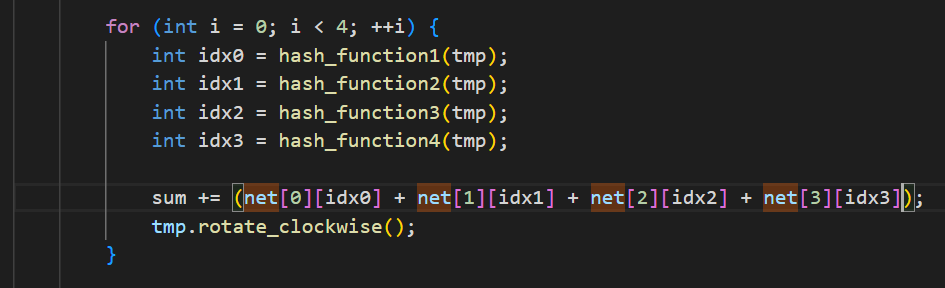 for (int i = 0; i < 4; ++i) {
    int idx0 = hash_function1(tmp);
    int idx1 = hash_function2(tmp);
    int idx2 = hash_function3(tmp);
    int idx3 = hash_function4(tmp);

    sum += (net[0][idx0] + net[1][idx1] + net[2][idx2] + net[3][idx3]);
    tmp.rotate_clockwise();
}